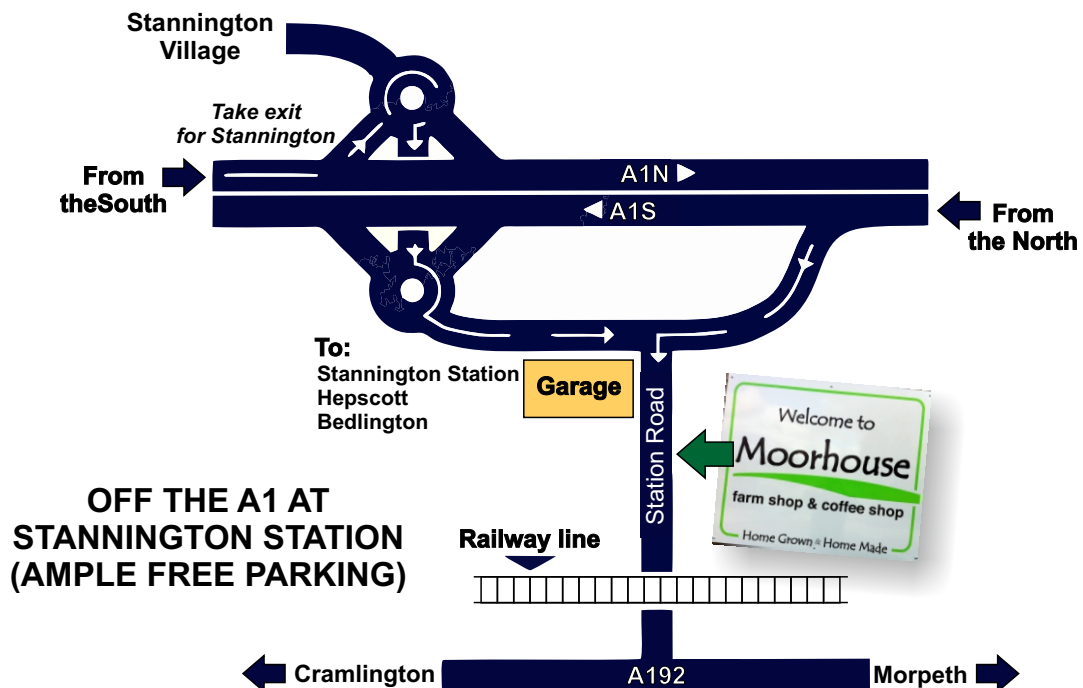 Stannington
Village
Take exit
for Stannington
From
theSouth
A1N
A1S
From
the North
To:
Stannington Station
Hepscott
Bedlington
Garage
Station Road
Welcome to
Moorhouse
farm shop & coffee shop
Home Grown & Home Made
OFF THE A1 AT
STANNINGTON STATION
(AMPLE FREE PARKING)
Railway line
Cramlington
A192
Morpeth